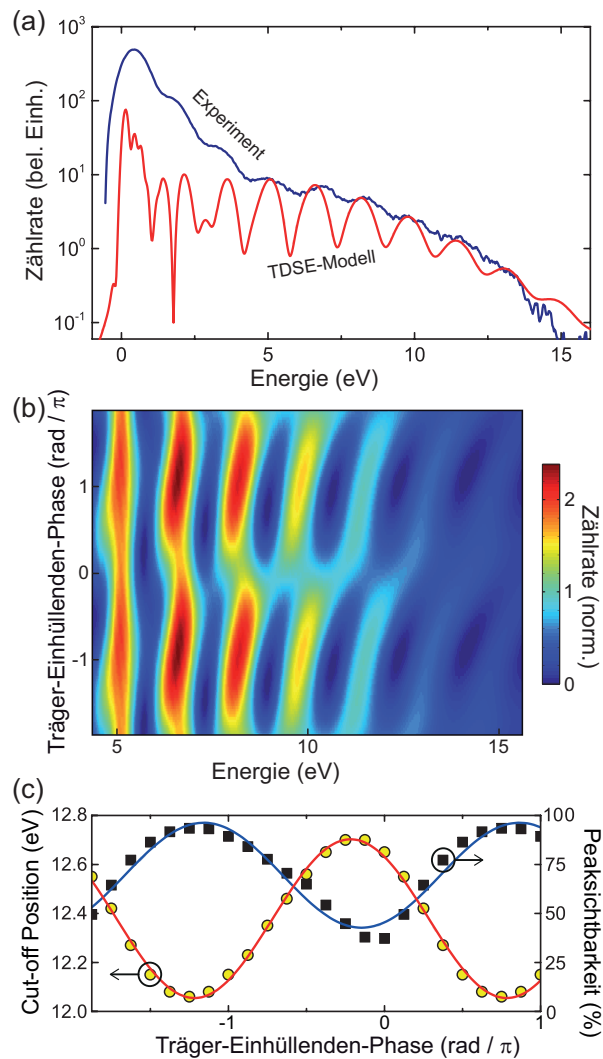 (a)
10³
10²
10¹
10⁰
10⁻¹
Zählrate (bel. Einh.)
Experiment
TDSE-Modell
0
5
10
15
Energie (eV)
(b)
Träger-Einhüllenden-Phase (rad / π)
1
0
-1
5
10
15
Energie (eV)
2
1
0
Zählrate (norm.)
(c)
Cut-off Position (eV)
12.8
12.6
12.4
12.2
12.0
100
75
50
25
0
Peaksichtbarkeit (%)
-1
0
1
Träger-Einhüllenden-Phase (rad / π)